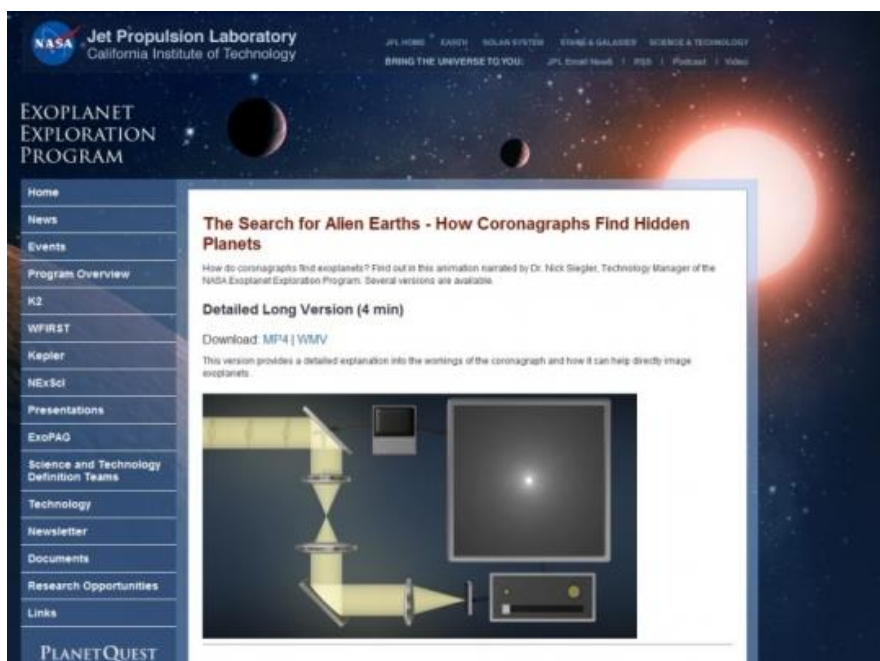 NASA
Jet Propulsion Laboratory
California Institute of Technology
JPL HOME EARTH SOLAR SYSTEM STARS & GALAXIES SCIENCE & TECHNOLOGY
BRING THE UNIVERSE TO YOU: JPL Email News | RSS | Podcast | Video
EXOPLANET
EXPLORATION
PROGRAM
Home
News
Events
Program Overview
K2
WFIRST
Kepler
NExScI
Presentations
ExoPAG
Science and Technology
Definition Teams
Technology
Newsletter
Documents
Research Opportunities
Links
PLANETQUEST
The Search for Alien Earths - How Coronagraphs Find Hidden
Planets
How do coronagraphs find exoplanets? Find out in this animation narrated by Dr. Nick Siegler, Technology Manager of the
NASA Exoplanet Exploration Program. Several versions are available.
Detailed Long Version (4 min)
Download: MP4 | WMV
This version provides a detailed explanation into the workings of the coronagraph and how it can help directly image
exoplanets.